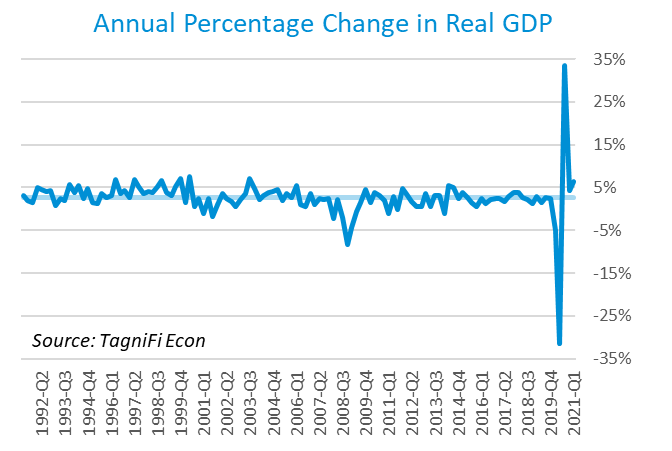 Annual Percentage Change in Real GDP
35%
25%
15%
5%
-5%
-15%
-25%
-35%
Source: TagniFi Econ
1992-Q2
1993-Q3
1994-Q4
1996-Q1
1997-Q2
1998-Q3
1999-Q4
2001-Q1
2002-Q2
2003-Q3
2004-Q4
2006-Q1
2007-Q2
2008-Q3
2009-Q4
2011-Q1
2012-Q2
2013-Q3
2014-Q4
2016-Q1
2017-Q2
2018-Q3
2019-Q4
2021-Q1